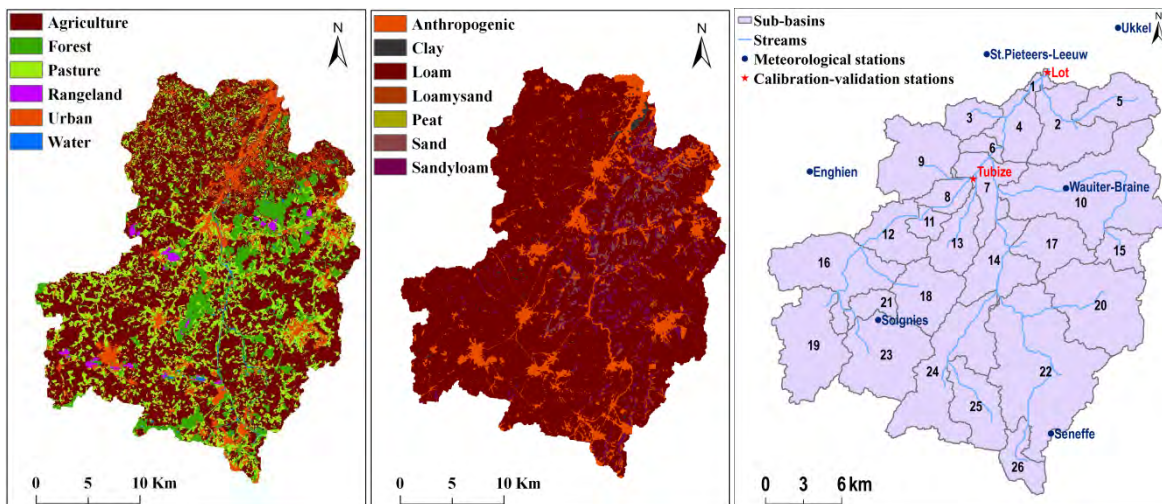 Agriculture
Forest
Pasture
Rangeland
Urban
Water
N
0 5 10 Km
Anthropogenic
Clay
Loam
Loamysand
Peat
Sand
Sandyloam
N
0 5 10 Km
Sub-basins
Streams
Meteorological stations
Calibration-validation stations
N
Ukkel
St.Pieteers-Leeuw
Lot
1
5
3
4
2
6
9
Tubize
Enghien
7
Wauiter-Braine
8
10
11
12
13
17
15
16
14
18
20
21
Soignies
19
23
22
24
25
Seneffe
26
0 3 6 km